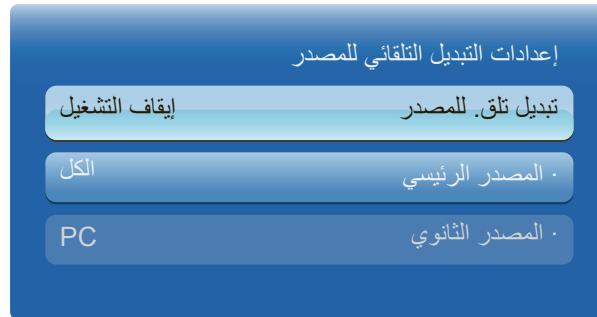 إعدادات التبديل التلقائي للمصدر
تبديل تلق. للمصدر إيقاف التشغيل
· المصدر الرئيسي الكل
· المصدر الثانوي PC